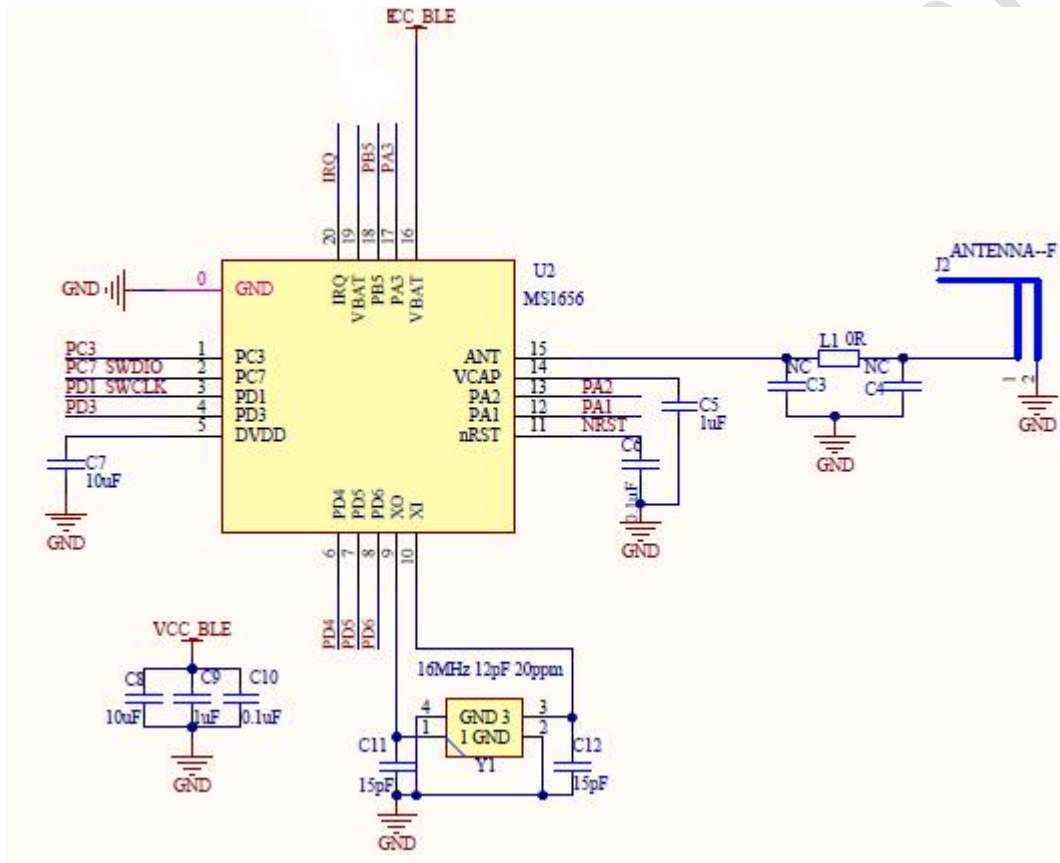 VCC_BLE
IRQ
PB5
PA3
20
19
18
17
16
ANTENNA--F
J2
GND
0
GND
IRQ
VBAT
PB5
PA3
VBAT
U2
MS1656
PC3
1
PC3
PC7 SWDIO
2
PC7
PD1 SWCLK
3
PD1
PD3
4
PD3
5
DVDD
ANT
15
VCAP
14
PA2
13
PA2
PA1
12
PA1
nRST
11
NRST
L1 0R
NC
C3
NC
C4
GND
1
2
GND
C5
1uF
C6
0.1uF
GND
C7
10uF
GND
PD4
PD5
PD6
XO
XI
6
7
8
9
10
PD4
PD5
PD6
VCC_BLE
C8
10uF
C9
1uF
C10
0.1uF
GND
16MHz 12pF 20ppm
4
GND 3
3
1
1 GND
2
Y1
C11
15pF
C12
15pF
GND